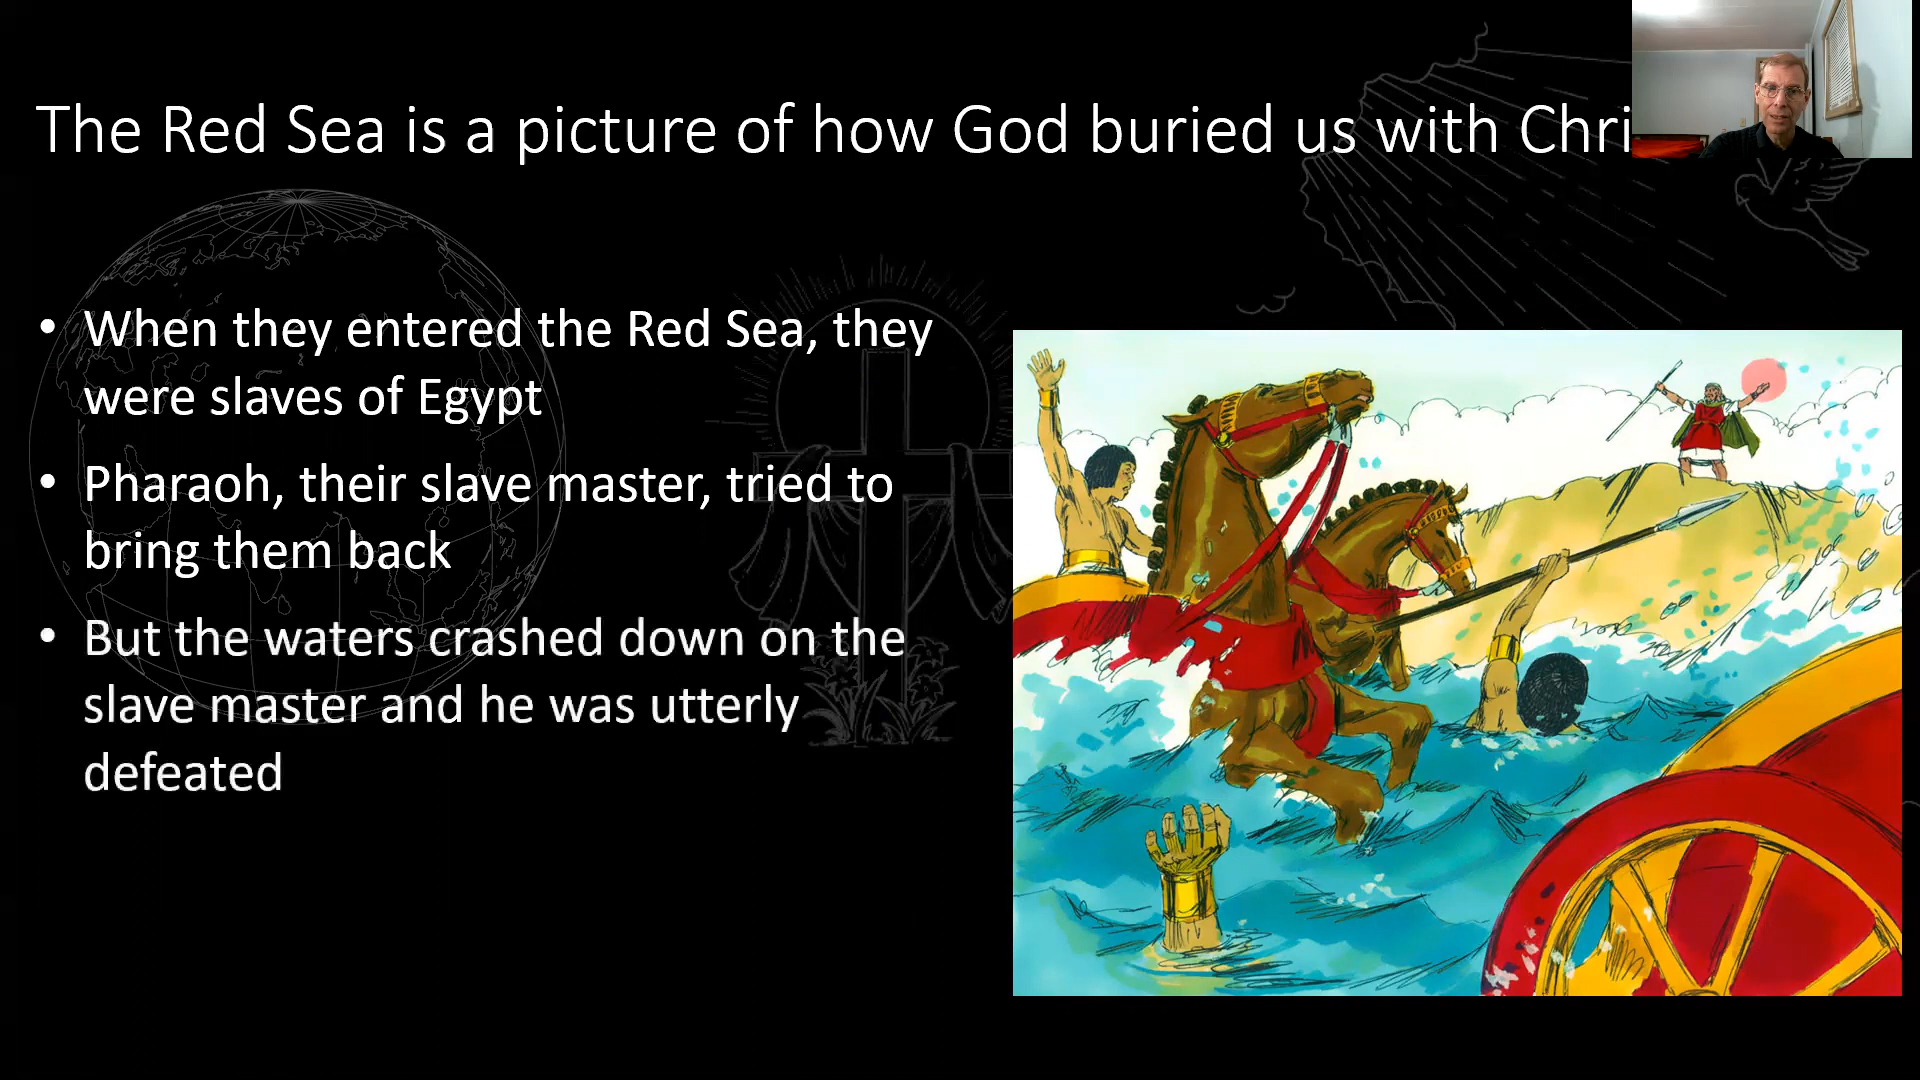 The Red Sea is a picture of how God buried us with Chri
• When they entered the Red Sea, they
were slaves of Egypt
• Pharaoh, their slave master, tried to
bring them back
• But the waters crashed down on the
slave master and he was utterly
defeated